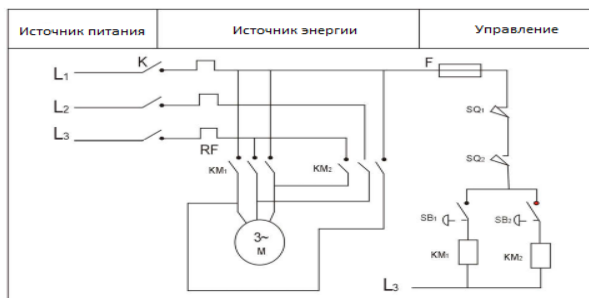 Источник питания
Источник энергии
Управление
K
F
L1
L2
L3
RF
KM1
KM2
SQ1
SQ2
SB1
SB2
KM1
KM2
3~
м
L3